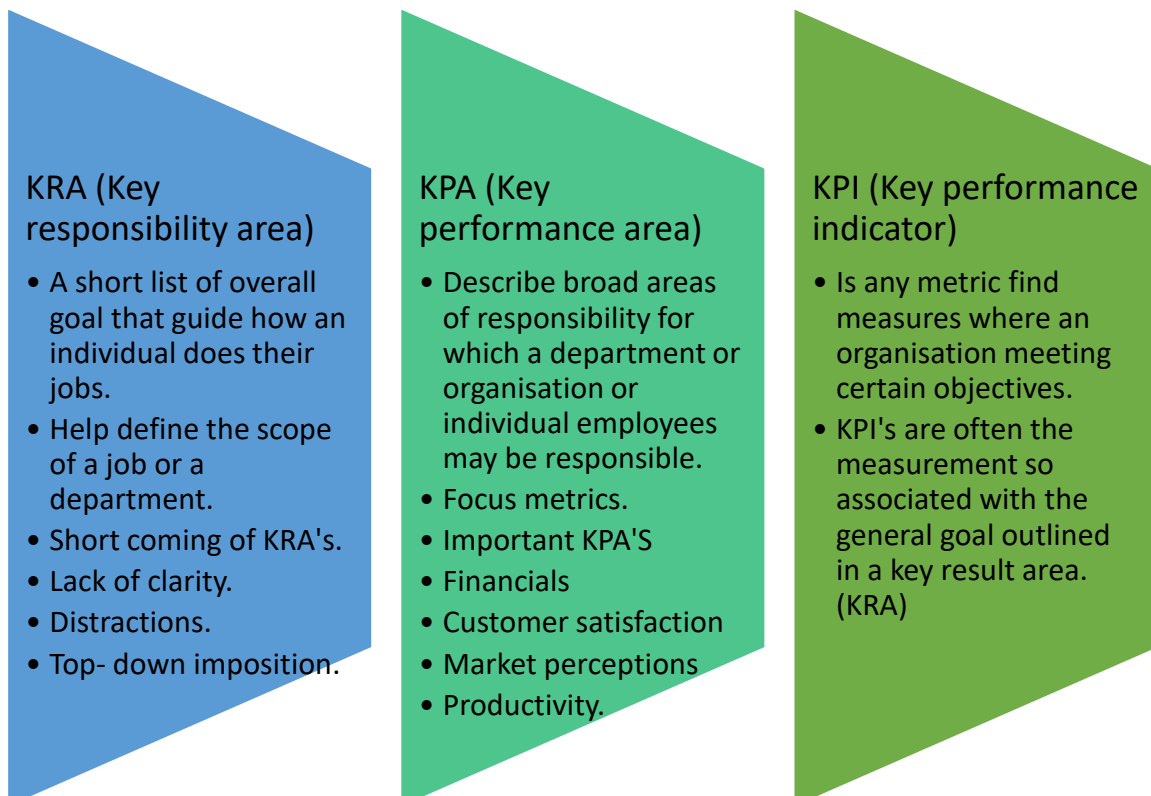 KRA (Key
responsibility area)
• A short list of overall
goal that guide how an
individual does their
jobs.
• Help define the scope
of a job or a
department.
• Short coming of KRA's.
• Lack of clarity.
• Distractions.
• Top- down imposition.
KPA (Key
performance area)
• Describe broad areas
of responsibility for
which a department or
organisation or
individual employees
may be responsible.
• Focus metrics.
• Important KPA'S
• Financials
• Customer satisfaction
• Market perceptions
• Productivity.
KPI (Key performance
indicator)
• Is any metric find
measures where an
organisation meeting
certain objectives.
• KPI's are often the
measurement so
associated with the
general goal outlined
in a key result area.
(KRA)